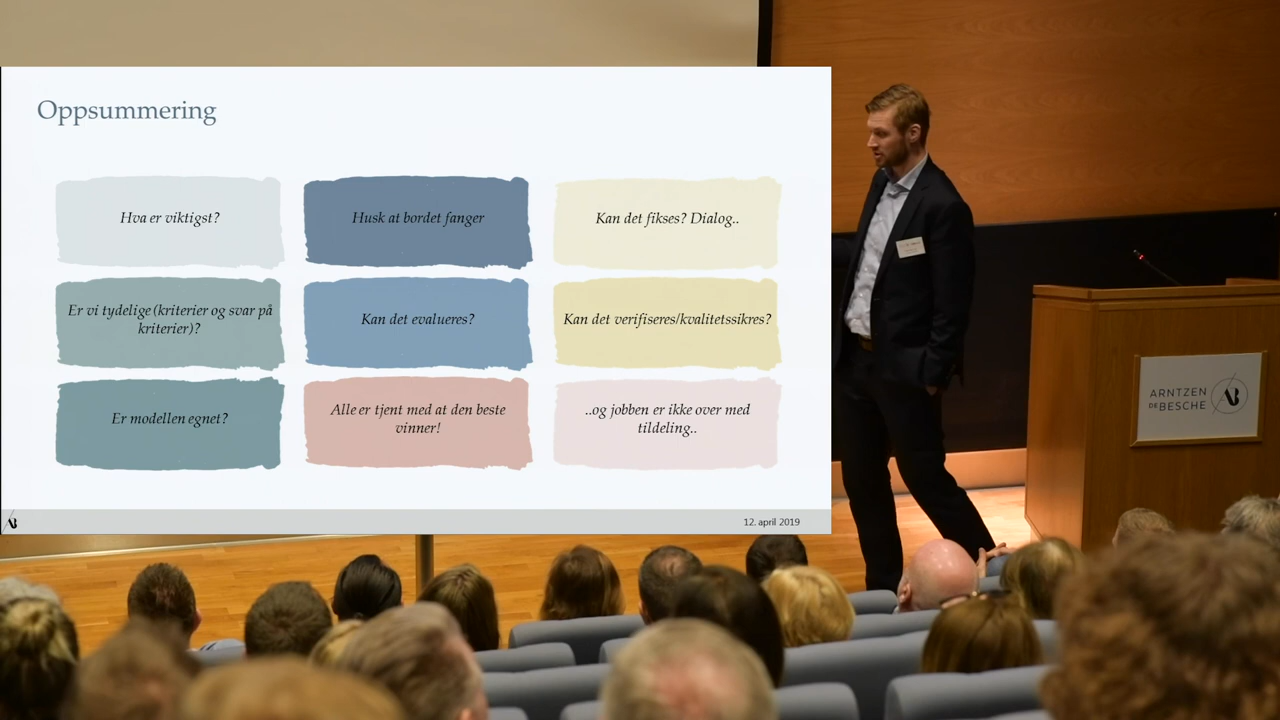 Oppsummering
Hva er viktigst?
Husk at bordet fanger
Kan det fikses? Dialog..
Er vi tydelige (kriterier og svar på
kriterier)?
Kan det evalueres?
Kan det verifiseres/kvalitetssikres?
Er modellen egnet?
Alle er tjent med at den beste
vinner!
..og jobben er ikke over med
tildeling..
12. april 2019
ARNTZEN
DE BESCHE